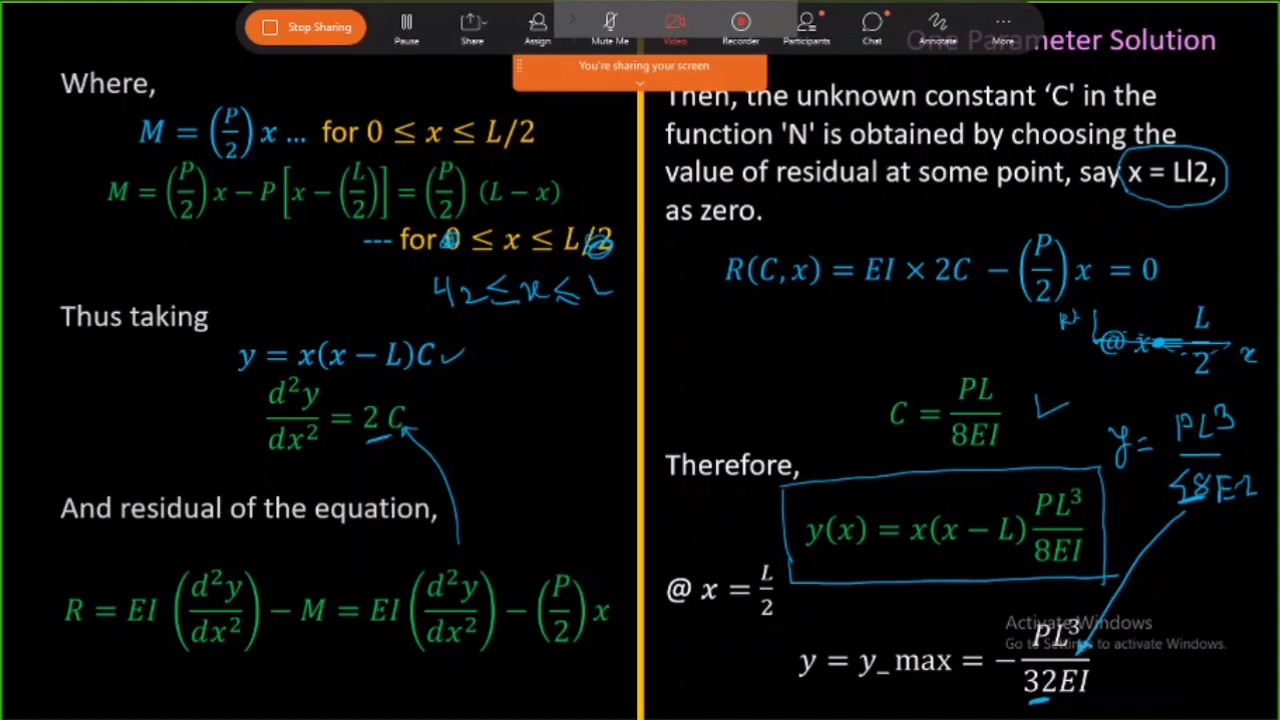 Stop Sharing
Pause
Share
Assign
Mute Me
Video
Recorder
Participants
Chat
Annotate
More
You're sharing your screen
One Parameter Solution
Where,
M = (P/2) x ... for 0 ≤ x ≤ L/2
M = (P/2) x − P [x − (L/2)] = (P/2) (L − x)
--- for 0 ≤ x ≤ L/2
L/2 ≤ x ≤ L
Thus taking
y = x(x − L)C ✓
d²y/dx² = 2 C
And residual of the equation,
R = EI (d²y/dx²) − M = EI (d²y/dx²) − (P/2) x
Then, the unknown constant ‘C' in the
function 'N' is obtained by choosing the
value of residual at some point, say x = Ll2,
as zero.
R(C, x) = EI × 2C − (P/2) x = 0
@ x = L/2
x
C = PL/8EI ✓
y = PL³/48EI
Therefore,
y(x) = x(x − L) PL³/8EI
@ x = L/2
y = y_ max = − PL³/32EI
Activate Windows
Go to Settings to activate Windows.